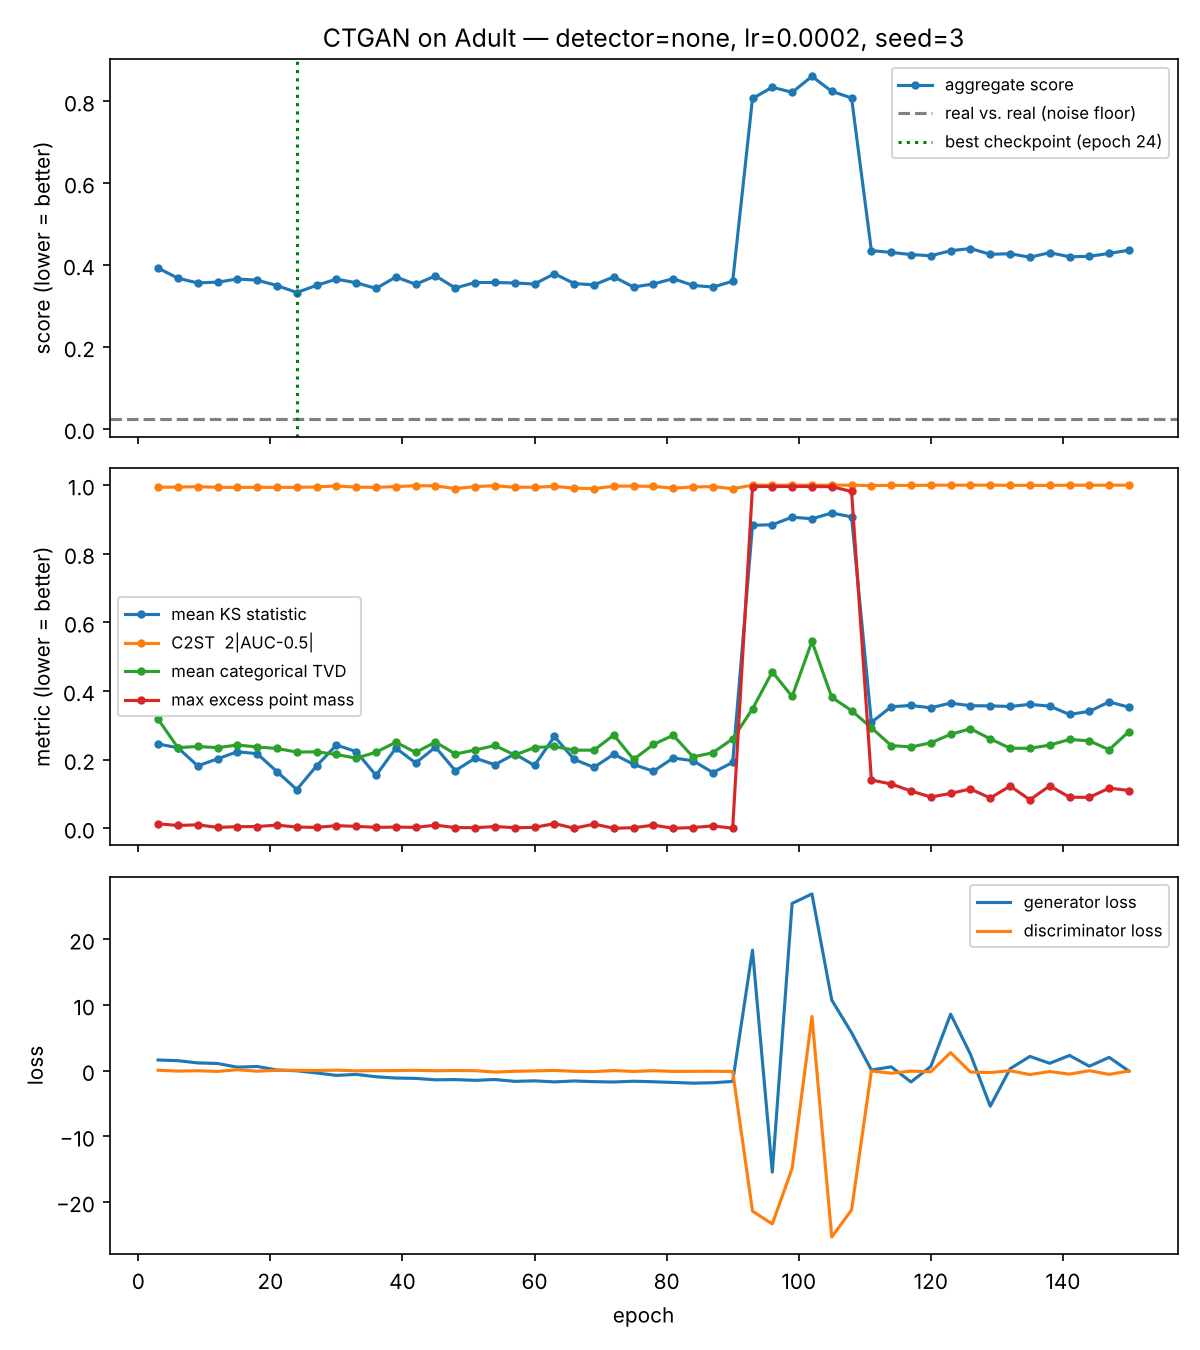 CTGAN on Adult — detector=none, lr=0.0002, seed=3
score (lower = better)
0.8
0.6
0.4
0.2
0.0
aggregate score
real vs. real (noise floor)
best checkpoint (epoch 24)
metric (lower = better)
1.0
0.8
0.6
0.4
0.2
0.0
mean KS statistic
C2ST 2|AUC-0.5|
mean categorical TVD
max excess point mass
loss
20
10
0
−10
−20
generator loss
discriminator loss
0 20 40 60 80 100 120 140
epoch